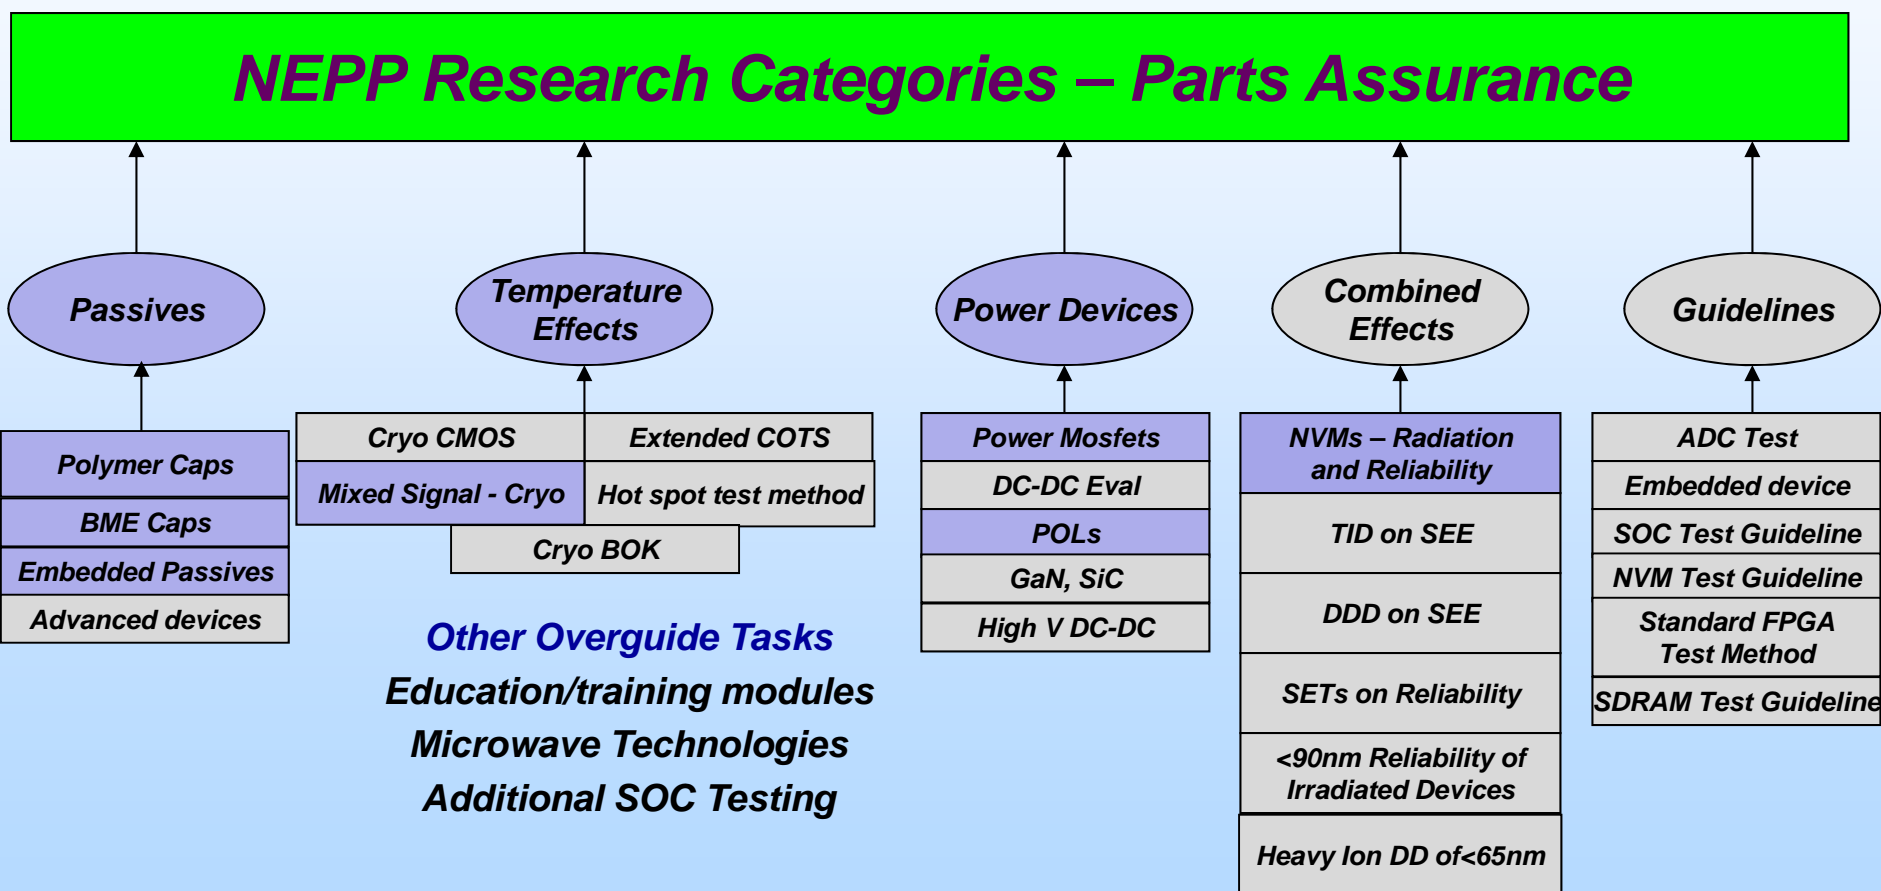 NEPP Research Categories – Parts Assurance
Passives
Temperature
Effects
Power Devices
Combined
Effects
Guidelines
Polymer Caps
BME Caps
Embedded Passives
Advanced devices
Cryo CMOS
Extended COTS
Mixed Signal - Cryo
Hot spot test method
Cryo BOK
Other Overguide Tasks
Education/training modules
Microwave Technologies
Additional SOC Testing
Power Mosfets
DC-DC Eval
POLs
GaN, SiC
High V DC-DC
NVMs – Radiation
and Reliability
TID on SEE
DDD on SEE
SETs on Reliability
<90nm Reliability of
Irradiated Devices
Heavy Ion DD of<65nm
ADC Test
Embedded device
SOC Test Guideline
NVM Test Guideline
Standard FPGA
Test Method
SDRAM Test Guideline